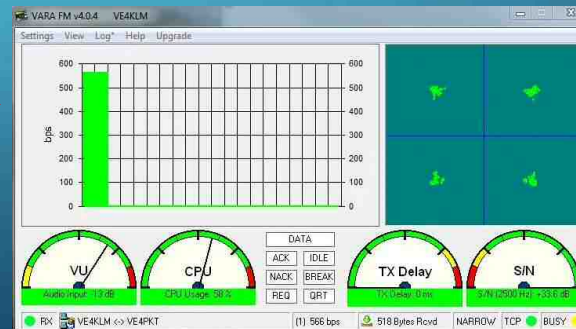 VARA FM v4.0.4 VE4KLM
Settings View Log* Help Upgrade
600 600
500 500
400 400
300 300
200 200
100 100
0 0
bps
DATA
ACK IDLE
NACK BREAK
REQ QRT
VU
Audio Input: -13 dB
CPU
CPU Usage: 58 %
TX Delay
TX Delay: 0 ms
S/N
S/N (2500 Hz): +33.6 dB
RX VE4KLM <-> VE4PKT (1) 566 bps 518 Bytes Rcvd NARROW TCP BUSY